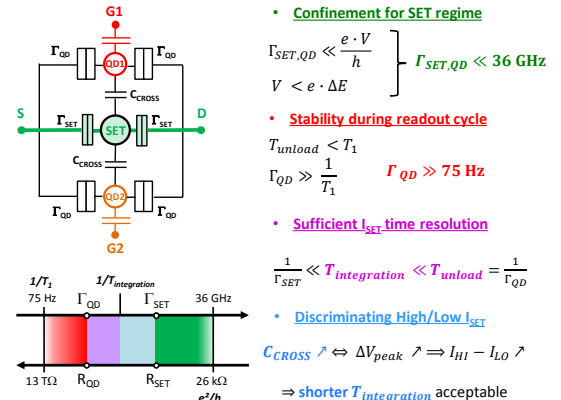 G1
Γ_QD
Γ_QD
QD1
C_CROSS
S
Γ_SET
SET
Γ_SET
D
C_CROSS
QD2
Γ_QD
Γ_QD
G2
1/T_1
1/T_integration
75 Hz
Γ_QD
Γ_SET
36 GHz
13 TΩ
R_QD
R_SET
26 kΩ
e²/h
• Confinement for SET regime
Γ_SET,QD ≪ e · V / h
V < e · ΔE
Γ_SET,QD ≪ 36 GHz
• Stability during readout cycle
T_unload < T_1
Γ_QD ≫ 1 / T_1
Γ_QD ≫ 75 Hz
• Sufficient I_SET time resolution
1 / Γ_SET ≪ T_integration ≪ T_unload = 1 / Γ_QD
• Discriminating High/Low I_SET
C_CROSS ↗ ⇔ ΔV_peak ↗ ⟹ I_HI − I_LO ↗
⇒ shorter T_integration acceptable